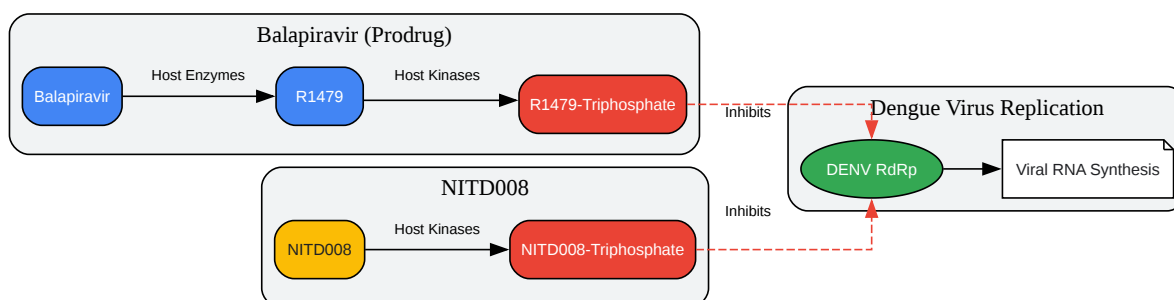 Balapiravir (Prodrug)
Balapiravir
Host Enzymes
R1479
Host Kinases
R1479-Triphosphate
Inhibits
Dengue Virus Replication
DENV RdRp
Viral RNA Synthesis
NITD008
NITD008
Host Kinases
NITD008-Triphosphate
Inhibits